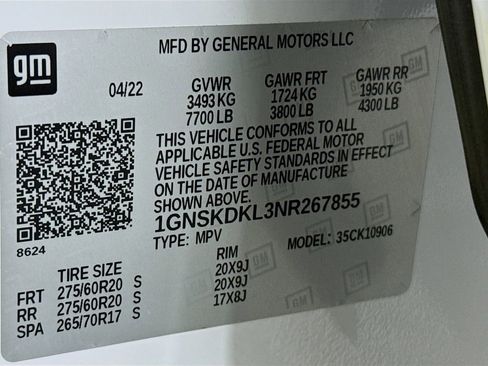 gm
MFD BY GENERAL MOTORS LLC
04/22 GVWR GAWR FRT GAWR RR
3493 KG 1724 KG 1950 KG
7700 LB 3800 LB 4300 LB
THIS VEHICLE CONFORMS TO ALL
APPLICABLE U.S. FEDERAL MOTOR
VEHICLE SAFETY STANDARDS IN EFFECT
ON THE DATE OF MANUFACTURE
SHOWN ABOVE.
1GNSKDKL3NR267855
8624
TYPE: MPV MODEL: 35CK10906
TIRE SIZE RIM
FRT 275/60R20 S 20X9J
RR 275/60R20 S 20X9J
SPA 265/70R17 S 17X8J